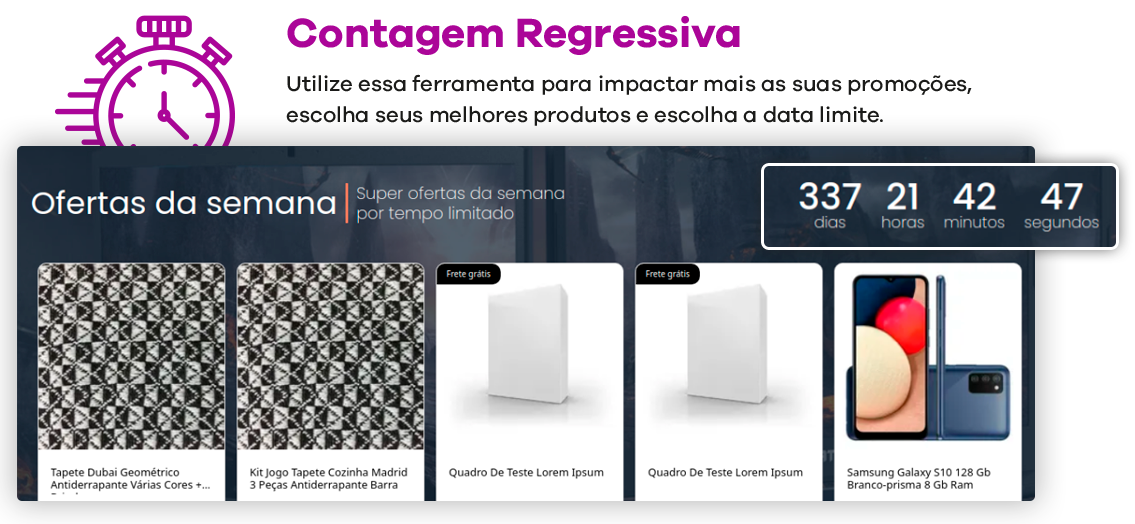 Contagem Regressiva
Utilize essa ferramenta para impactar mais as suas promoções,
escolha seus melhores produtos e escolha a data limite.
Ofertas da semana
Super ofertas da semana
por tempo limitado
337 21 42 47
dias horas minutos segundos
Frete grátis
Frete grátis
Tapete Dubai Geométrico
Antiderrapante Várias Cores +...
Kit Jogo Tapete Cozinha Madrid
3 Peças Antiderrapante Barra
Quadro De Teste Lorem Ipsum
Quadro De Teste Lorem Ipsum
Samsung Galaxy S10 128 Gb
Branco-prisma 8 Gb Ram